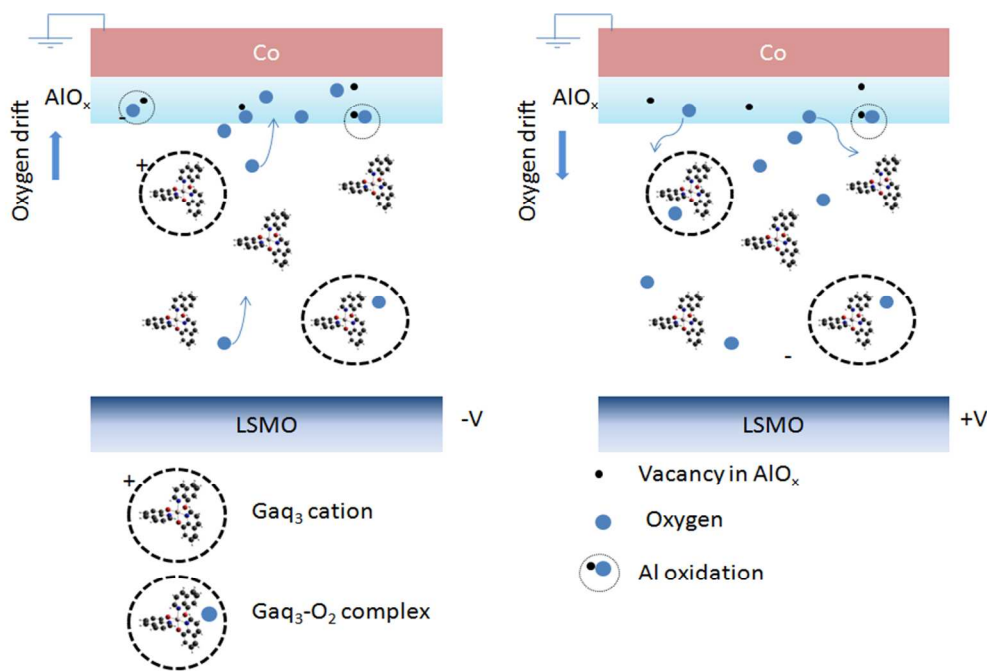 Co
AlOₓ
-
Oxygen drift
+
LSMO
-V
+
Gaq₃ cation
Gaq₃-O₂ complex
Co
AlOₓ
Oxygen drift
-
LSMO
+V
Vacancy in AlOₓ
Oxygen
Al oxidation